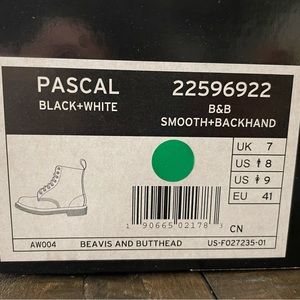 PASCAL 22596922
BLACK+WHITE B&B
SMOOTH+BACKHAND
UK 7
US 8
US 9
EU 41
1 90665 02178 3
CN
AW004 BEAVIS AND BUTTHEAD US-F027235-01